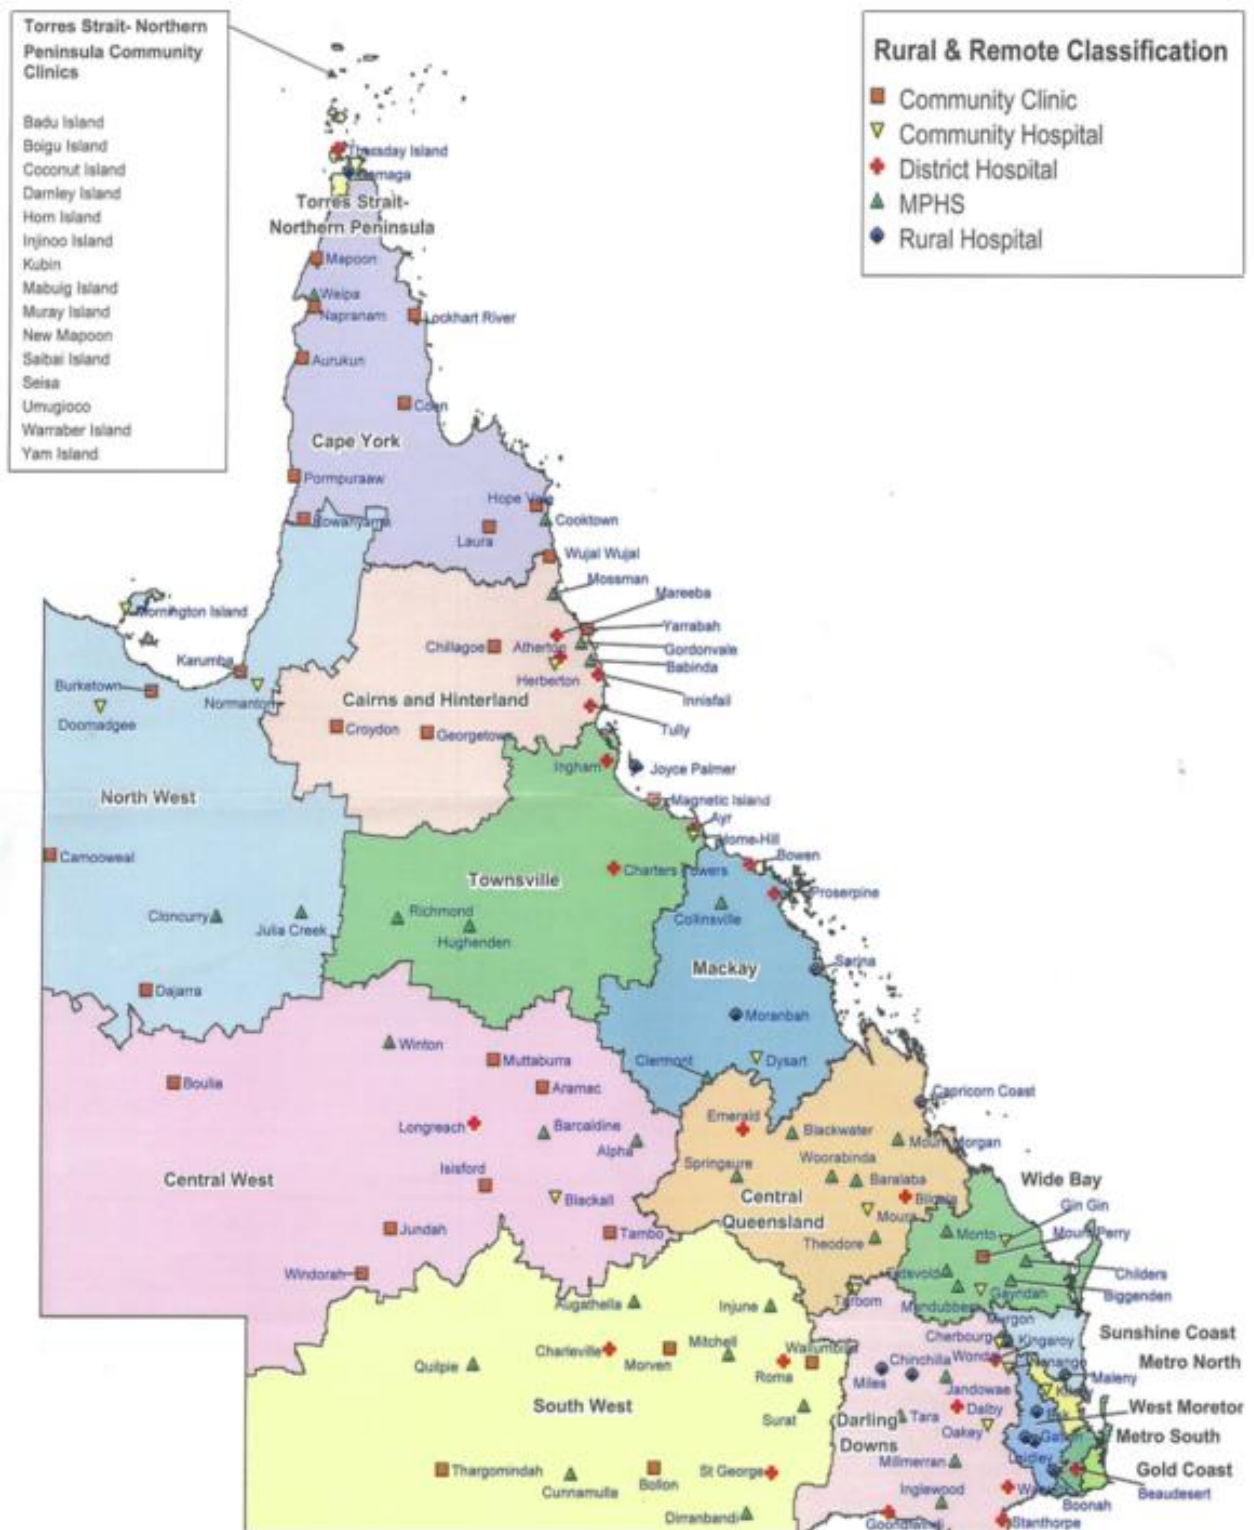 Torres Strait- Northern
Peninsula Community
Clinics
Badu Island
Boigu Island
Coconut Island
Darnley Island
Horn Island
Injinoo Island
Kubin
Mabuig Island
Muray Island
New Mapoon
Saibai Island
Seisa
Umugioco
Warraber Island
Yam Island
Rural & Remote Classification
Community Clinic
Community Hospital
District Hospital
MPHS
Rural Hospital
Thursday Island
Torres Strait-
Northern Peninsula
Mapoon
Weipa
Napranam
Lockhart River
Aurukun
Coen
Cape York
Pormpuraaw
Hope Vale
Kowanyama
Cooktown
Laura
Wujal Wujal
Mossman
Mareeba
Mornington Island
Yarrabah
Chillagoe
Atherton
Gordonvale
Babinda
Karumba
Herberton
Burketown
Normanton
Cairns and Hinterland
Innisfail
Doomadgee
Croydon
Georgetown
Tully
Ingham
Joyce Palmer
North West
Magnetic Island
Ayr
Home-Hill
Camooweal
Bowen
Charters Towers
Townsville
Proserpine
Cloncurry
Julia Creek
Richmond
Hughenden
Collinsville
Mackay
Sarina
Dajarra
Moranbah
Winton
Muttaburra
Clermont
Dysart
Boulia
Aramac
Capricorn Coast
Longreach
Barcaldine
Emerald
Blackwater
Mount Morgan
Alpha
Isisford
Springsure
Woorabinda
Baralaba
Central West
Wide Bay
Blackall
Central
Queensland
Biloela
Moura
Gin Gin
Jundah
Tambo
Theodore
Monto
Mount Perry
Windorah
Eidsvold
Childers
Biggenden
Gayndah
Mundubbera
Augathella
Injune
Taroom
Murgon
Cherbourg
Kingaroy
Sunshine Coast
Charleville
Morven
Mitchell
Wallumbilla
Metro North
Quilpie
Roma
Chinchilla
Wondai
Nanango
Miles
Jandowae
Maleny
Kilcoy
South West
Surat
Darling
Downs
Tara
Dalby
Oakey
Esk
West Moreton
Gatton
Metro South
Millmerran
Laidley
Thargomindah
Bollon
St George
Gold Coast
Cunnamulla
Inglewood
Beaudesert
Boonah
Dirranbandi
Goondiwindi
Stanthorpe